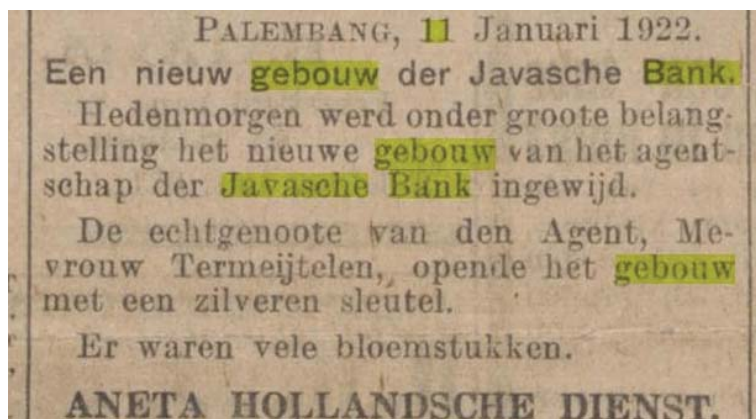 PALEMBANG, 11 Januari 1922.
Een nieuw gebouw der Javasche Bank.
Hedenmorgen werd onder groote belang-
stelling het nieuwe gebouw van het agent-
schap der Javasche Bank ingewijd.
De echtgenoote van den Agent, Me-
vrouw Termeijtelen, opende het gebouw
met een zilveren sleutel.
Er waren vele bloemstukken.
ANETA HOLLANDSCHE DIENST.